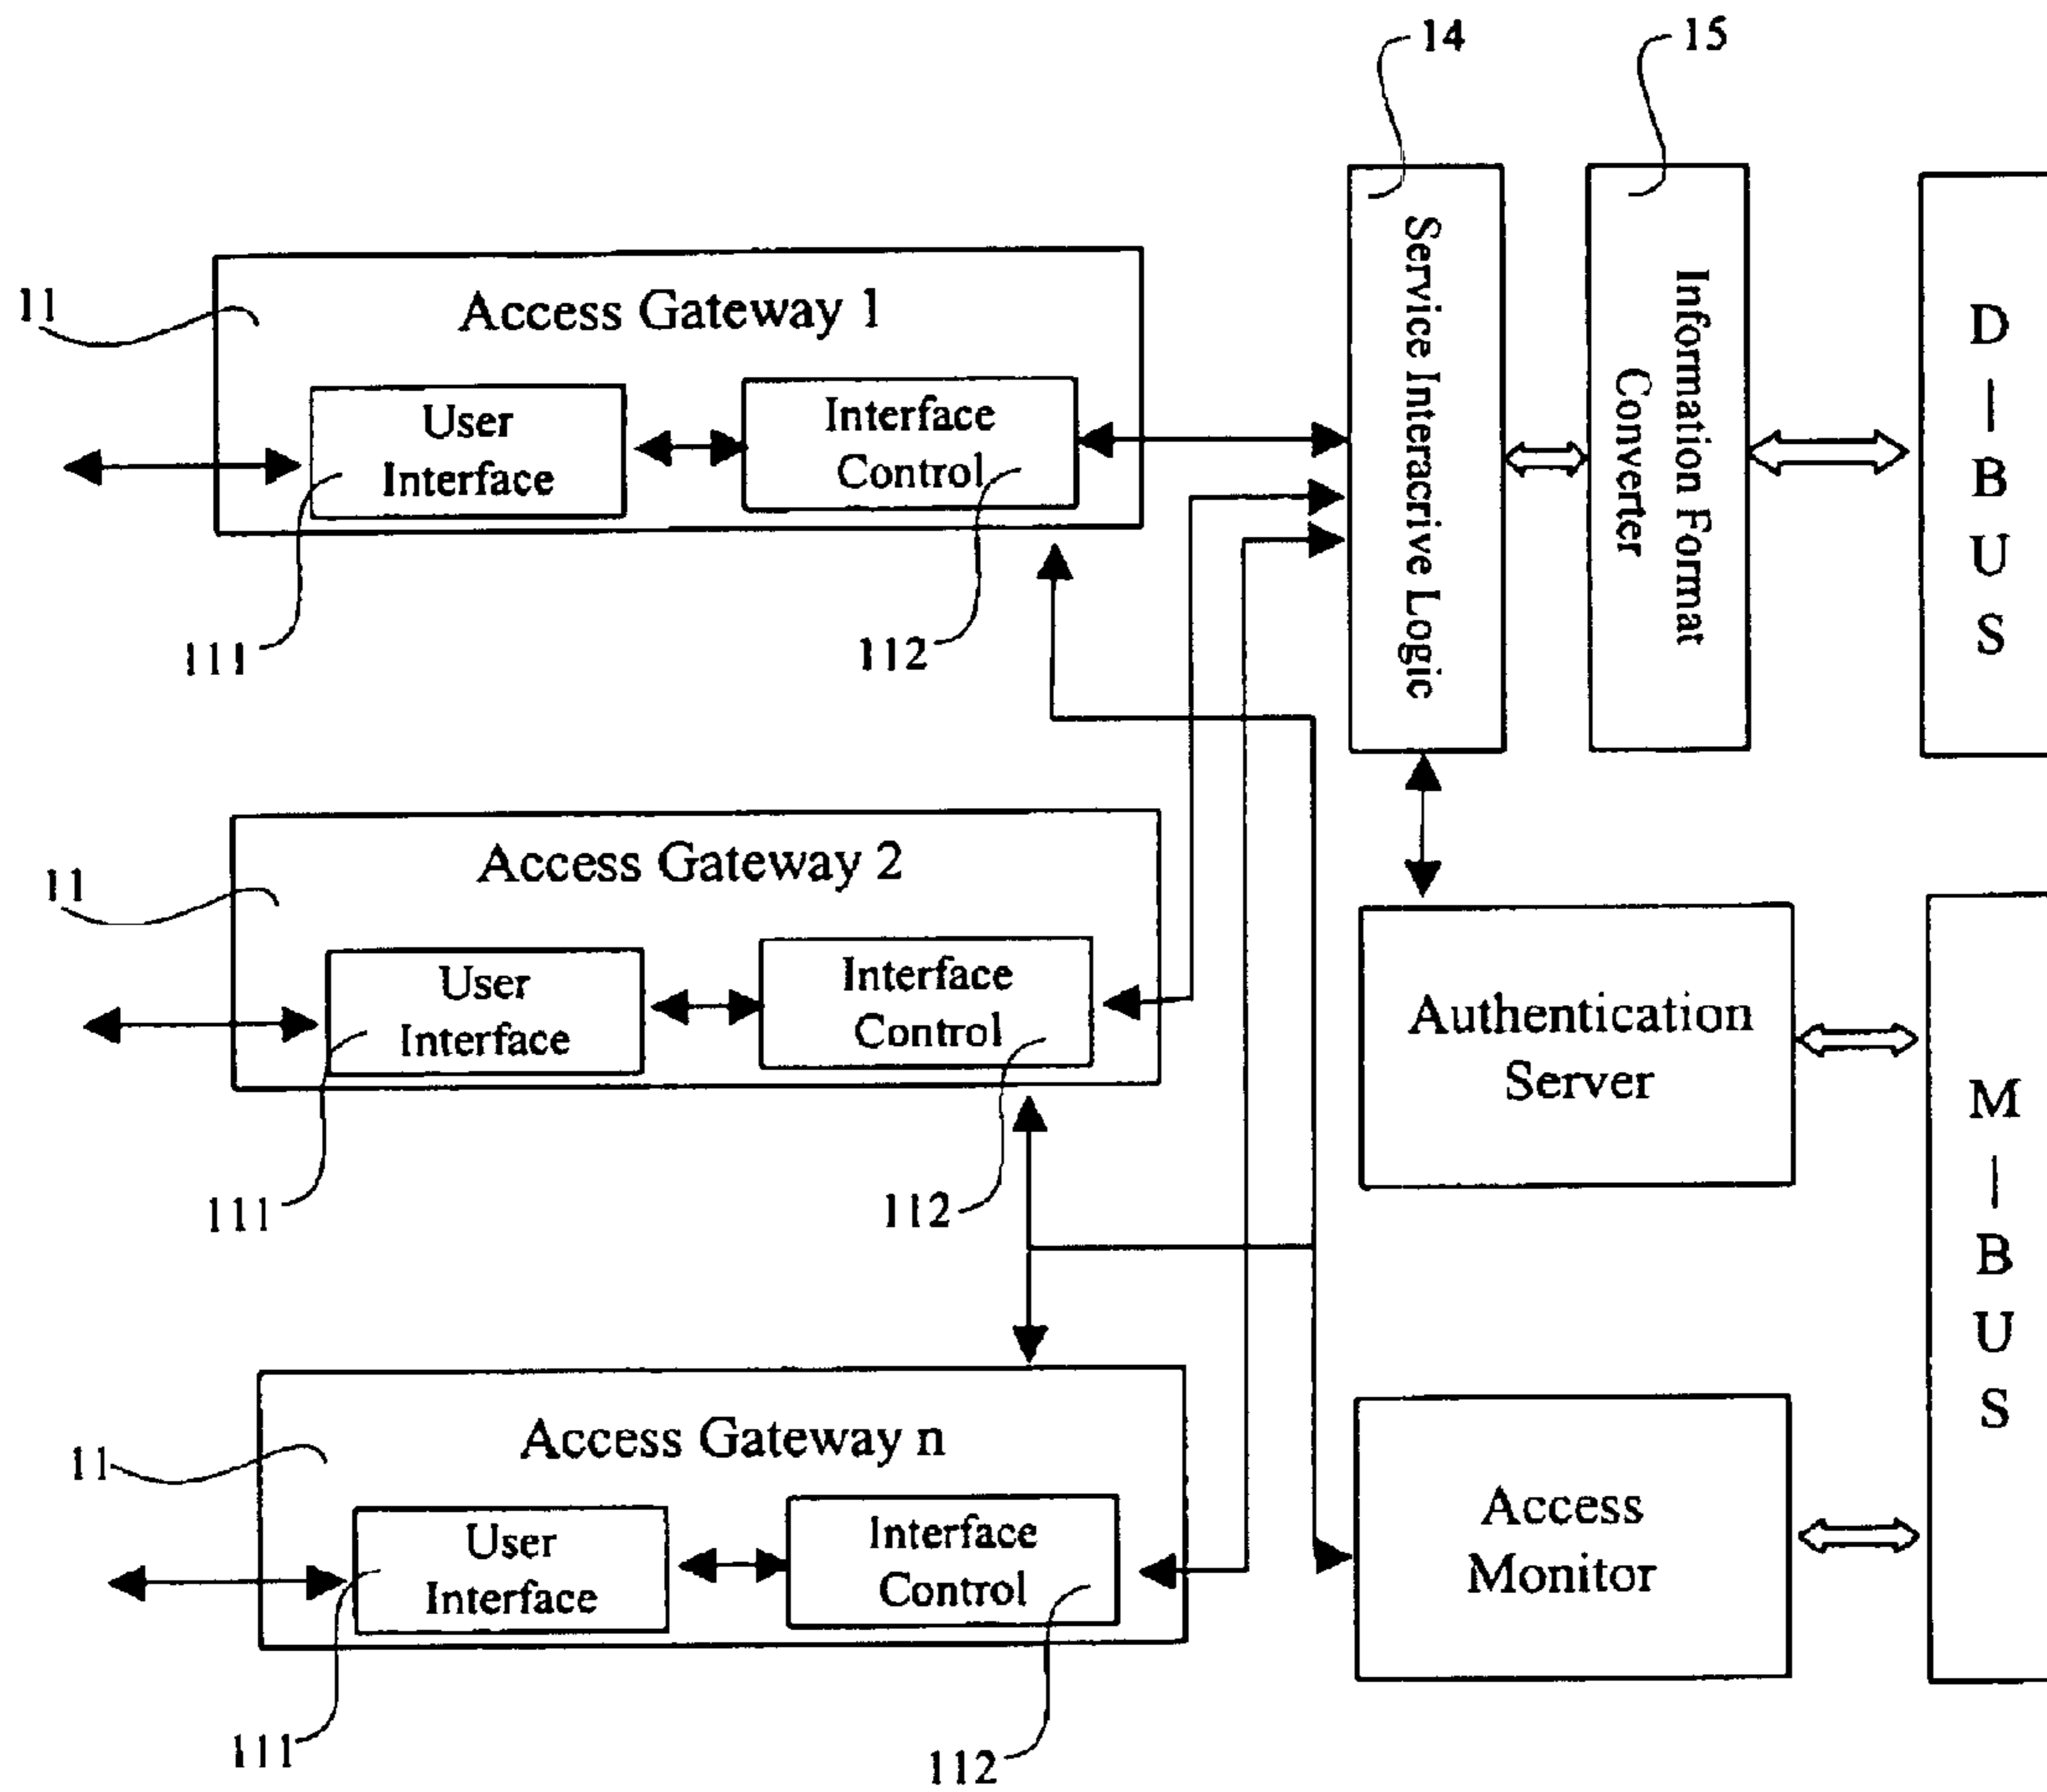 14
15
11
Access Gateway 1
User
Interface
Interface
Control
111
112
Service Interacrive Logic
Information Format
Converter
D
|
B
U
S
11
Access Gateway 2
User
Interface
Interface
Control
111
112
Authentication
Server
M
|
B
U
S
11
Access Gateway n
User
Interface
Interface
Control
111
112
Access
Monitor